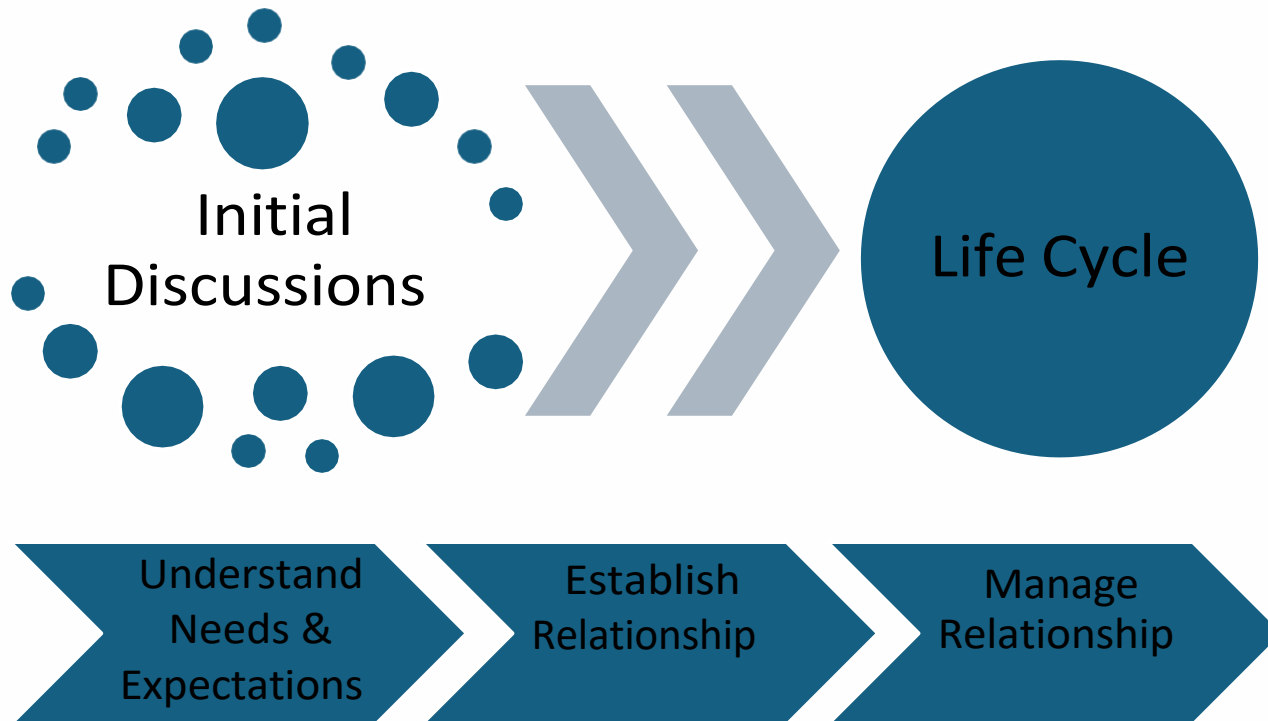 Initial
Discussions
Life Cycle
Understand
Needs &
Expectations
Establish
Relationship
Manage
Relationship